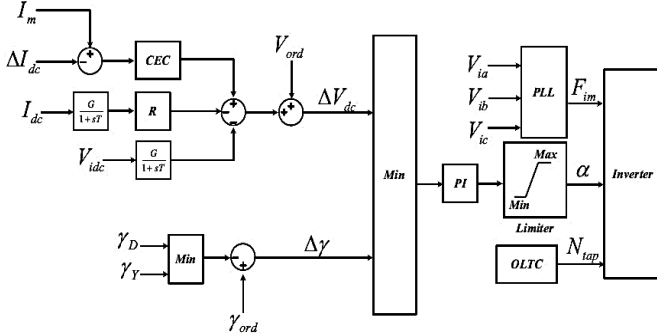 I_m
+
ΔI_dc
−
CEC
I_dc
G
1+sT
R
+
−
−
V_idc
G
1+sT
V_ord
+
+
ΔV_dc
γ_D
γ_Y
Min
−
+
γ_ord
Δγ
Min
PI
Max
Min
Limiter
α
V_ia
V_ib
V_ic
PLL
F_im
Inverter
OLTC
N_tap